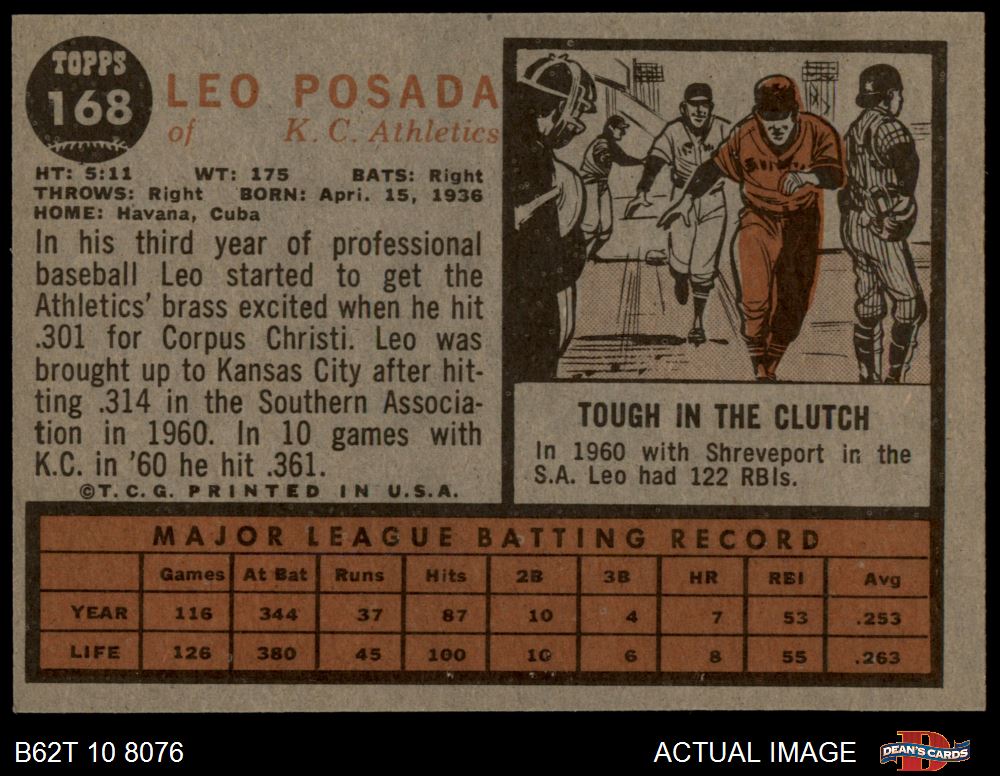 TOPPS
168
LEO POSADA
of K. C. Athletics
HT: 5:11 WT: 175 BATS: Right
THROWS: Right BORN: Apri. 15, 1936
HOME: Havana, Cuba
In his third year of professional
baseball Leo started to get the
Athletics' brass excited when he hit
.301 for Corpus Christi. Leo was
brought up to Kansas City after hit-
ting .314 in the Southern Associa-
tion in 1960. In 10 games with
K.C. in '60 he hit .361.
©T.C.G. PRINTED IN U.S.A.
TOUGH IN THE CLUTCH
In 1960 with Shreveport in the
S.A. Leo had 122 RBIs.
MAJOR LEAGUE BATTING RECORD
Games At Bat Runs Hits 2B 3B HR RBI Avg
YEAR 116 344 37 87 10 4 7 53 .253
LIFE 126 380 45 100 10 6 8 55 .263
B62T 10 8076
ACTUAL IMAGE
DEAN'S CARDS